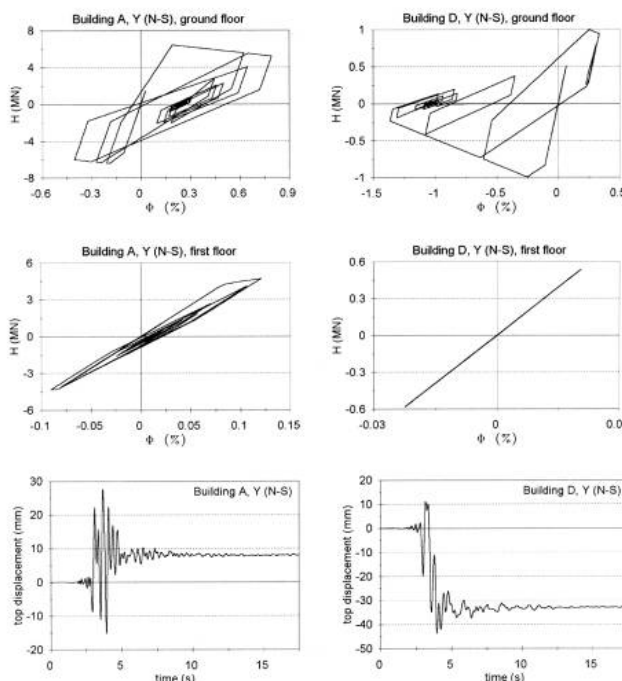 Building A, Y (N-S), ground floor
8
4
0
-4
-8
H (MN)
-0.6 -0.3 0 0.3 0.6 0.9
Φ (%)
Building D, Y (N-S), ground floor
1
0.5
0
-0.5
-1
H (MN)
-1.5 -1 -0.5 0 0.5
Φ (%)
Building A, Y (N-S), first floor
6
3
0
-3
-6
H (MN)
-0.1 -0.05 0 0.05 0.1 0.15
Φ (%)
Building D, Y (N-S), first floor
0.6
0.3
0.0
-0.3
-0.6
H (MN)
-0.03 0 0.0
Φ (%)
Building A, Y (N-S)
30
20
10
0
-10
20
top displacement (mm)
0 5 10 15
time (s)
Building D, Y (N-S)
20
10
0
-10
-20
-30
-40
-50
top displacement (mm)
0 5 10 15
time (s)